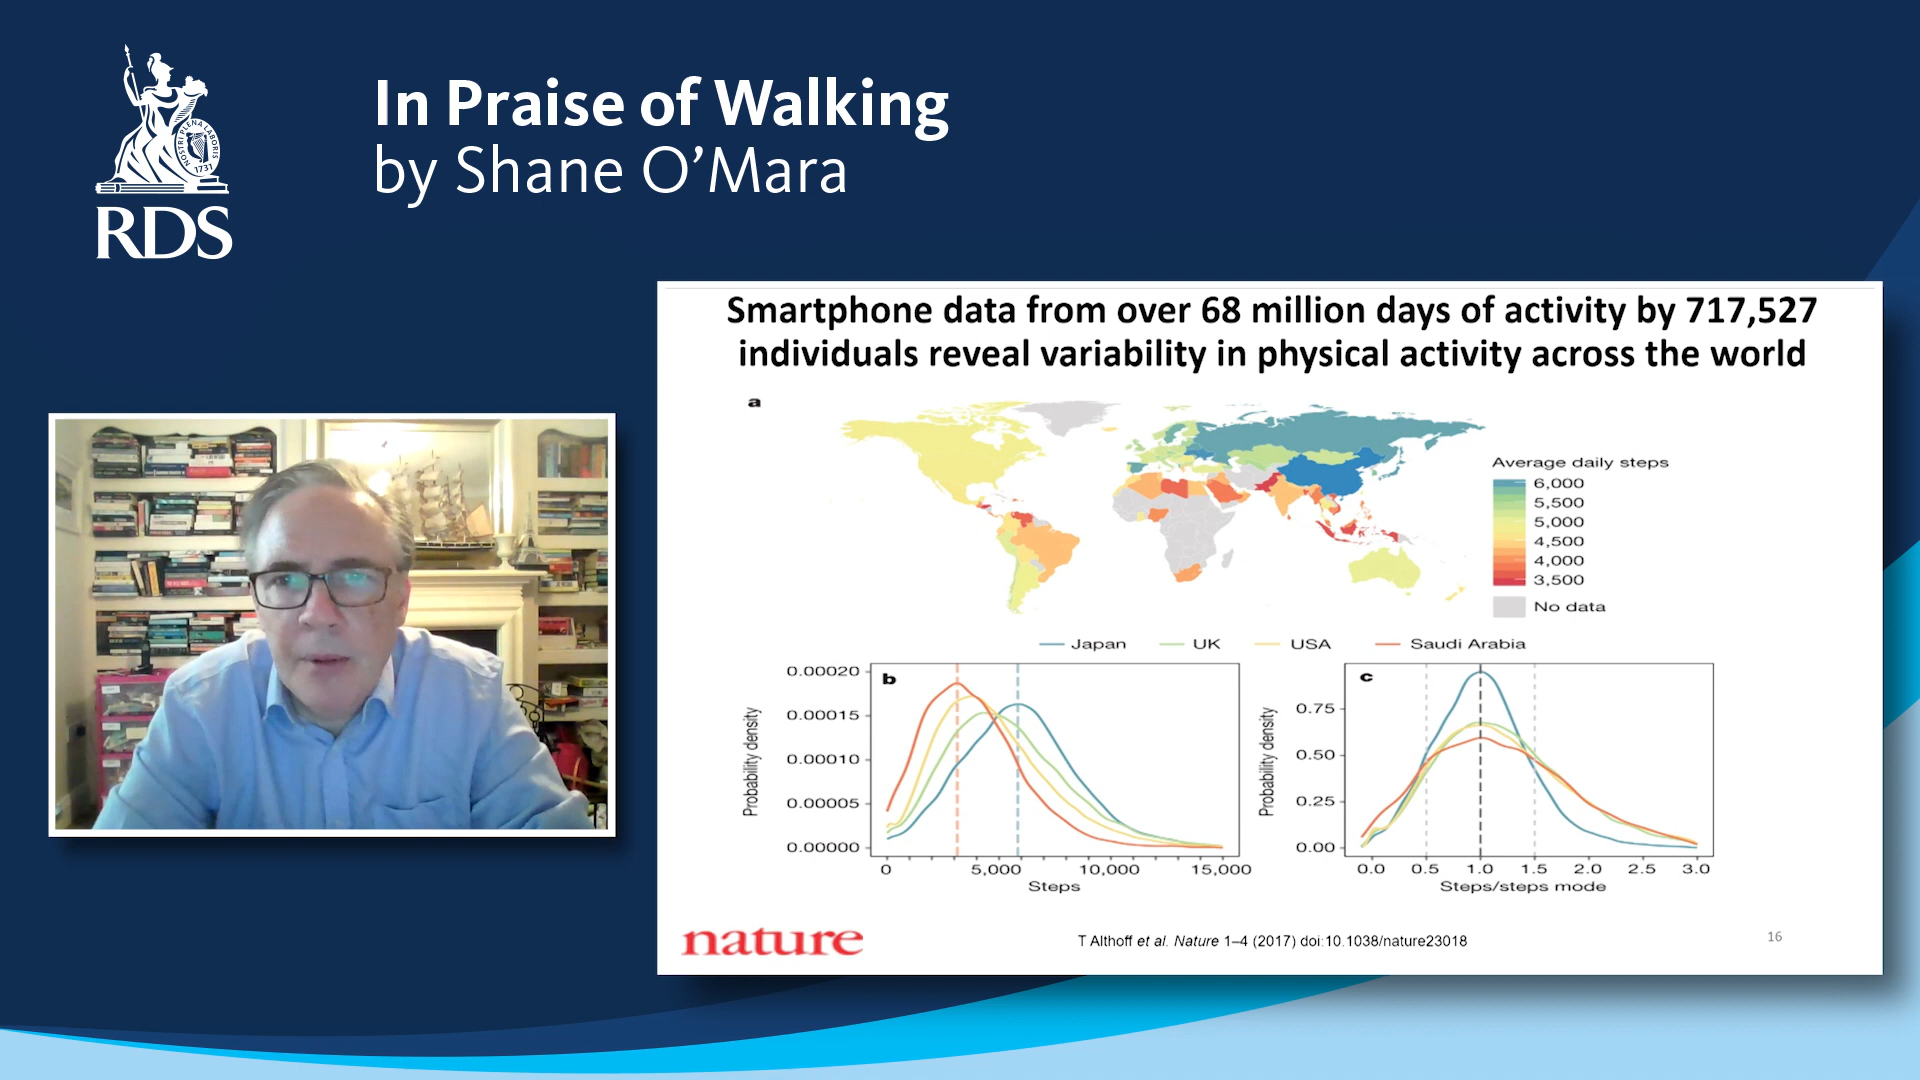 NOSTRI PLENA LABORIS
1731
RDS
In Praise of Walking
by Shane O’Mara
Smartphone data from over 68 million days of activity by 717,527
individuals reveal variability in physical activity across the world
a
Average daily steps
6,000
5,500
5,000
4,500
4,000
3,500
No data
Japan
UK
USA
Saudi Arabia
b
Probability density
0.00020
0.00015
0.00010
0.00005
0.00000
0
5,000
10,000
15,000
Steps
c
Probability density
0.75
0.50
0.25
0.00
0.0
0.5
1.0
1.5
2.0
2.5
3.0
Steps/steps mode
nature
T Althoff et al. Nature 1–4 (2017) doi:10.1038/nature23018
16